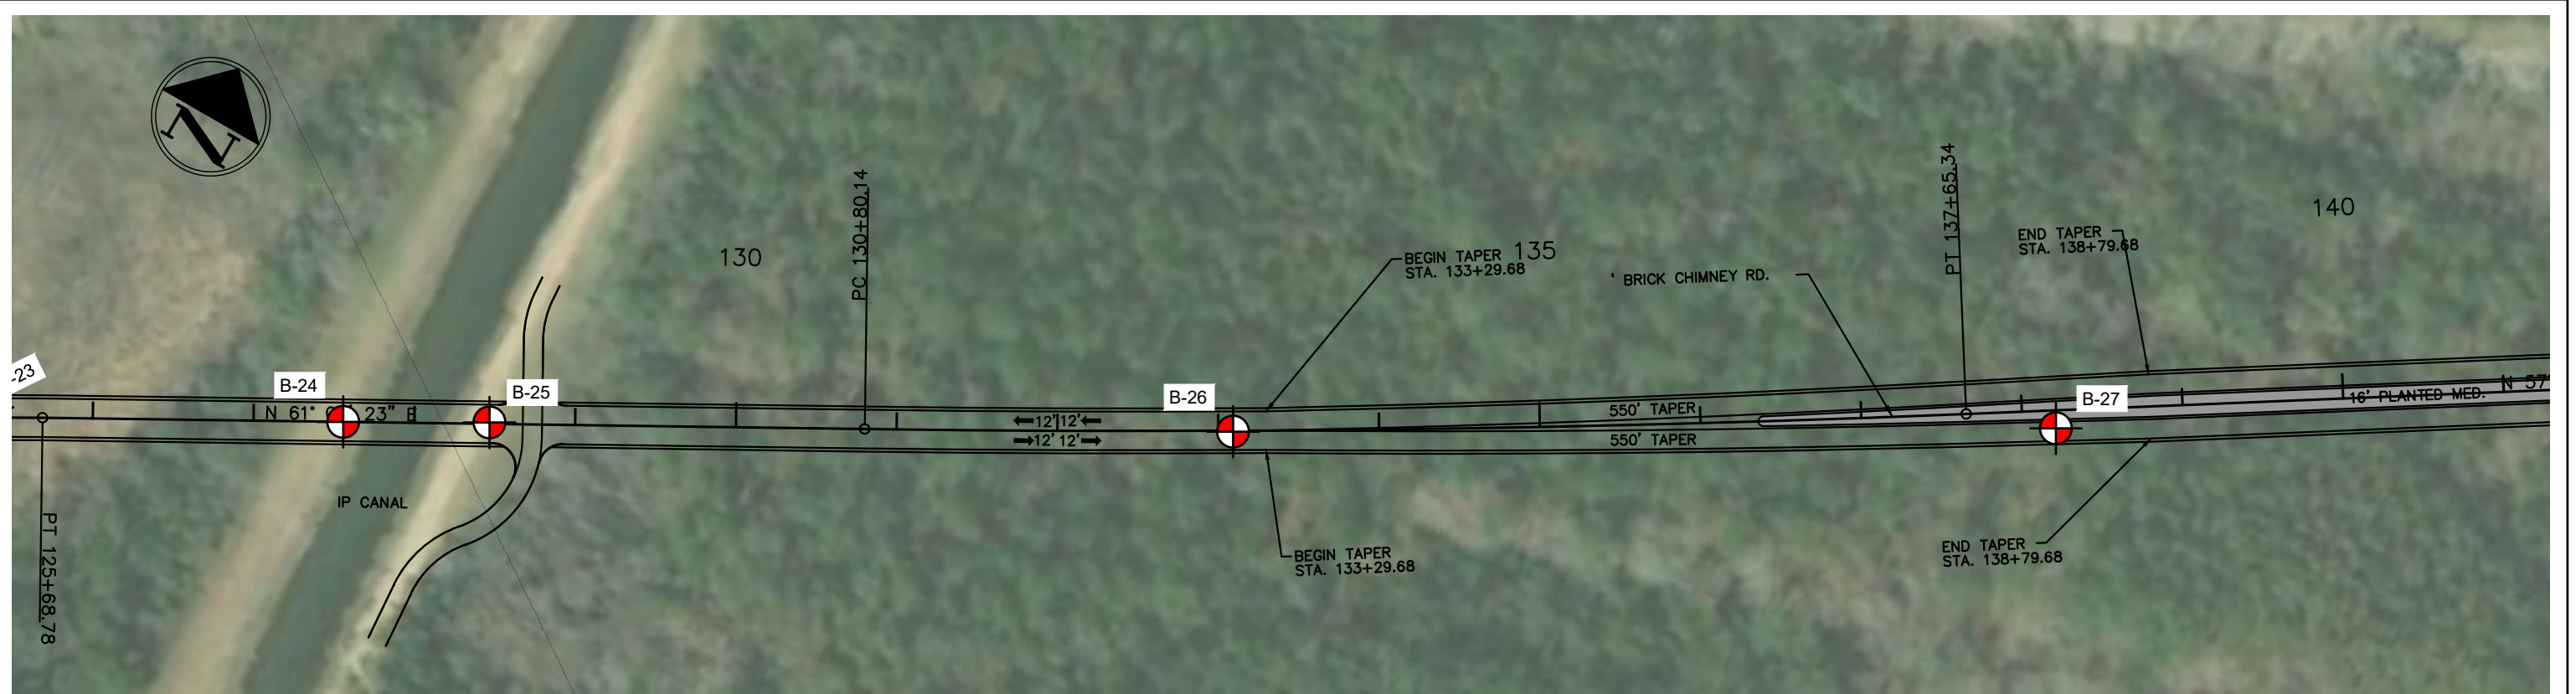 N
130
PC 130+80.14
BEGIN TAPER
STA. 133+29.68
135
' BRICK CHIMNEY RD.
PT 137+65.34
END TAPER
STA. 138+79.68
140
-23
B-24
B-25
B-26
B-27
N 61° 23" E
12' 12'
12' 12'
550' TAPER
550' TAPER
16' PLANTED MED.
N 57°
IP CANAL
PT 125+68.78
BEGIN TAPER
STA. 133+29.68
END TAPER
STA. 138+79.68